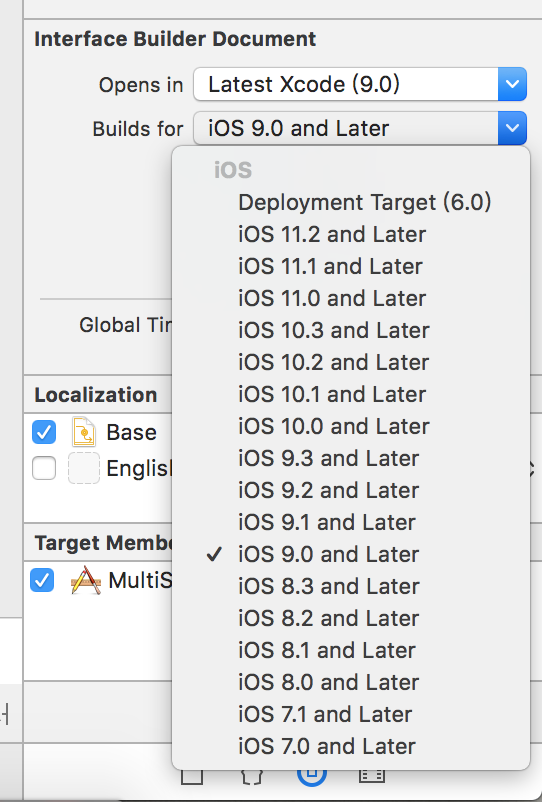 Interface Builder Document
Opens in Latest Xcode (9.0)
Builds for iOS 9.0 and Later
iOS
Deployment Target (6.0)
iOS 11.2 and Later
iOS 11.1 and Later
iOS 11.0 and Later
Global Tin
iOS 10.3 and Later
iOS 10.2 and Later
Localization
iOS 10.1 and Later
Base
iOS 10.0 and Later
English
iOS 9.3 and Later
iOS 9.2 and Later
iOS 9.1 and Later
Target Membe
iOS 9.0 and Later
MultiS
iOS 8.3 and Later
iOS 8.2 and Later
iOS 8.1 and Later
iOS 8.0 and Later
iOS 7.1 and Later
iOS 7.0 and Later